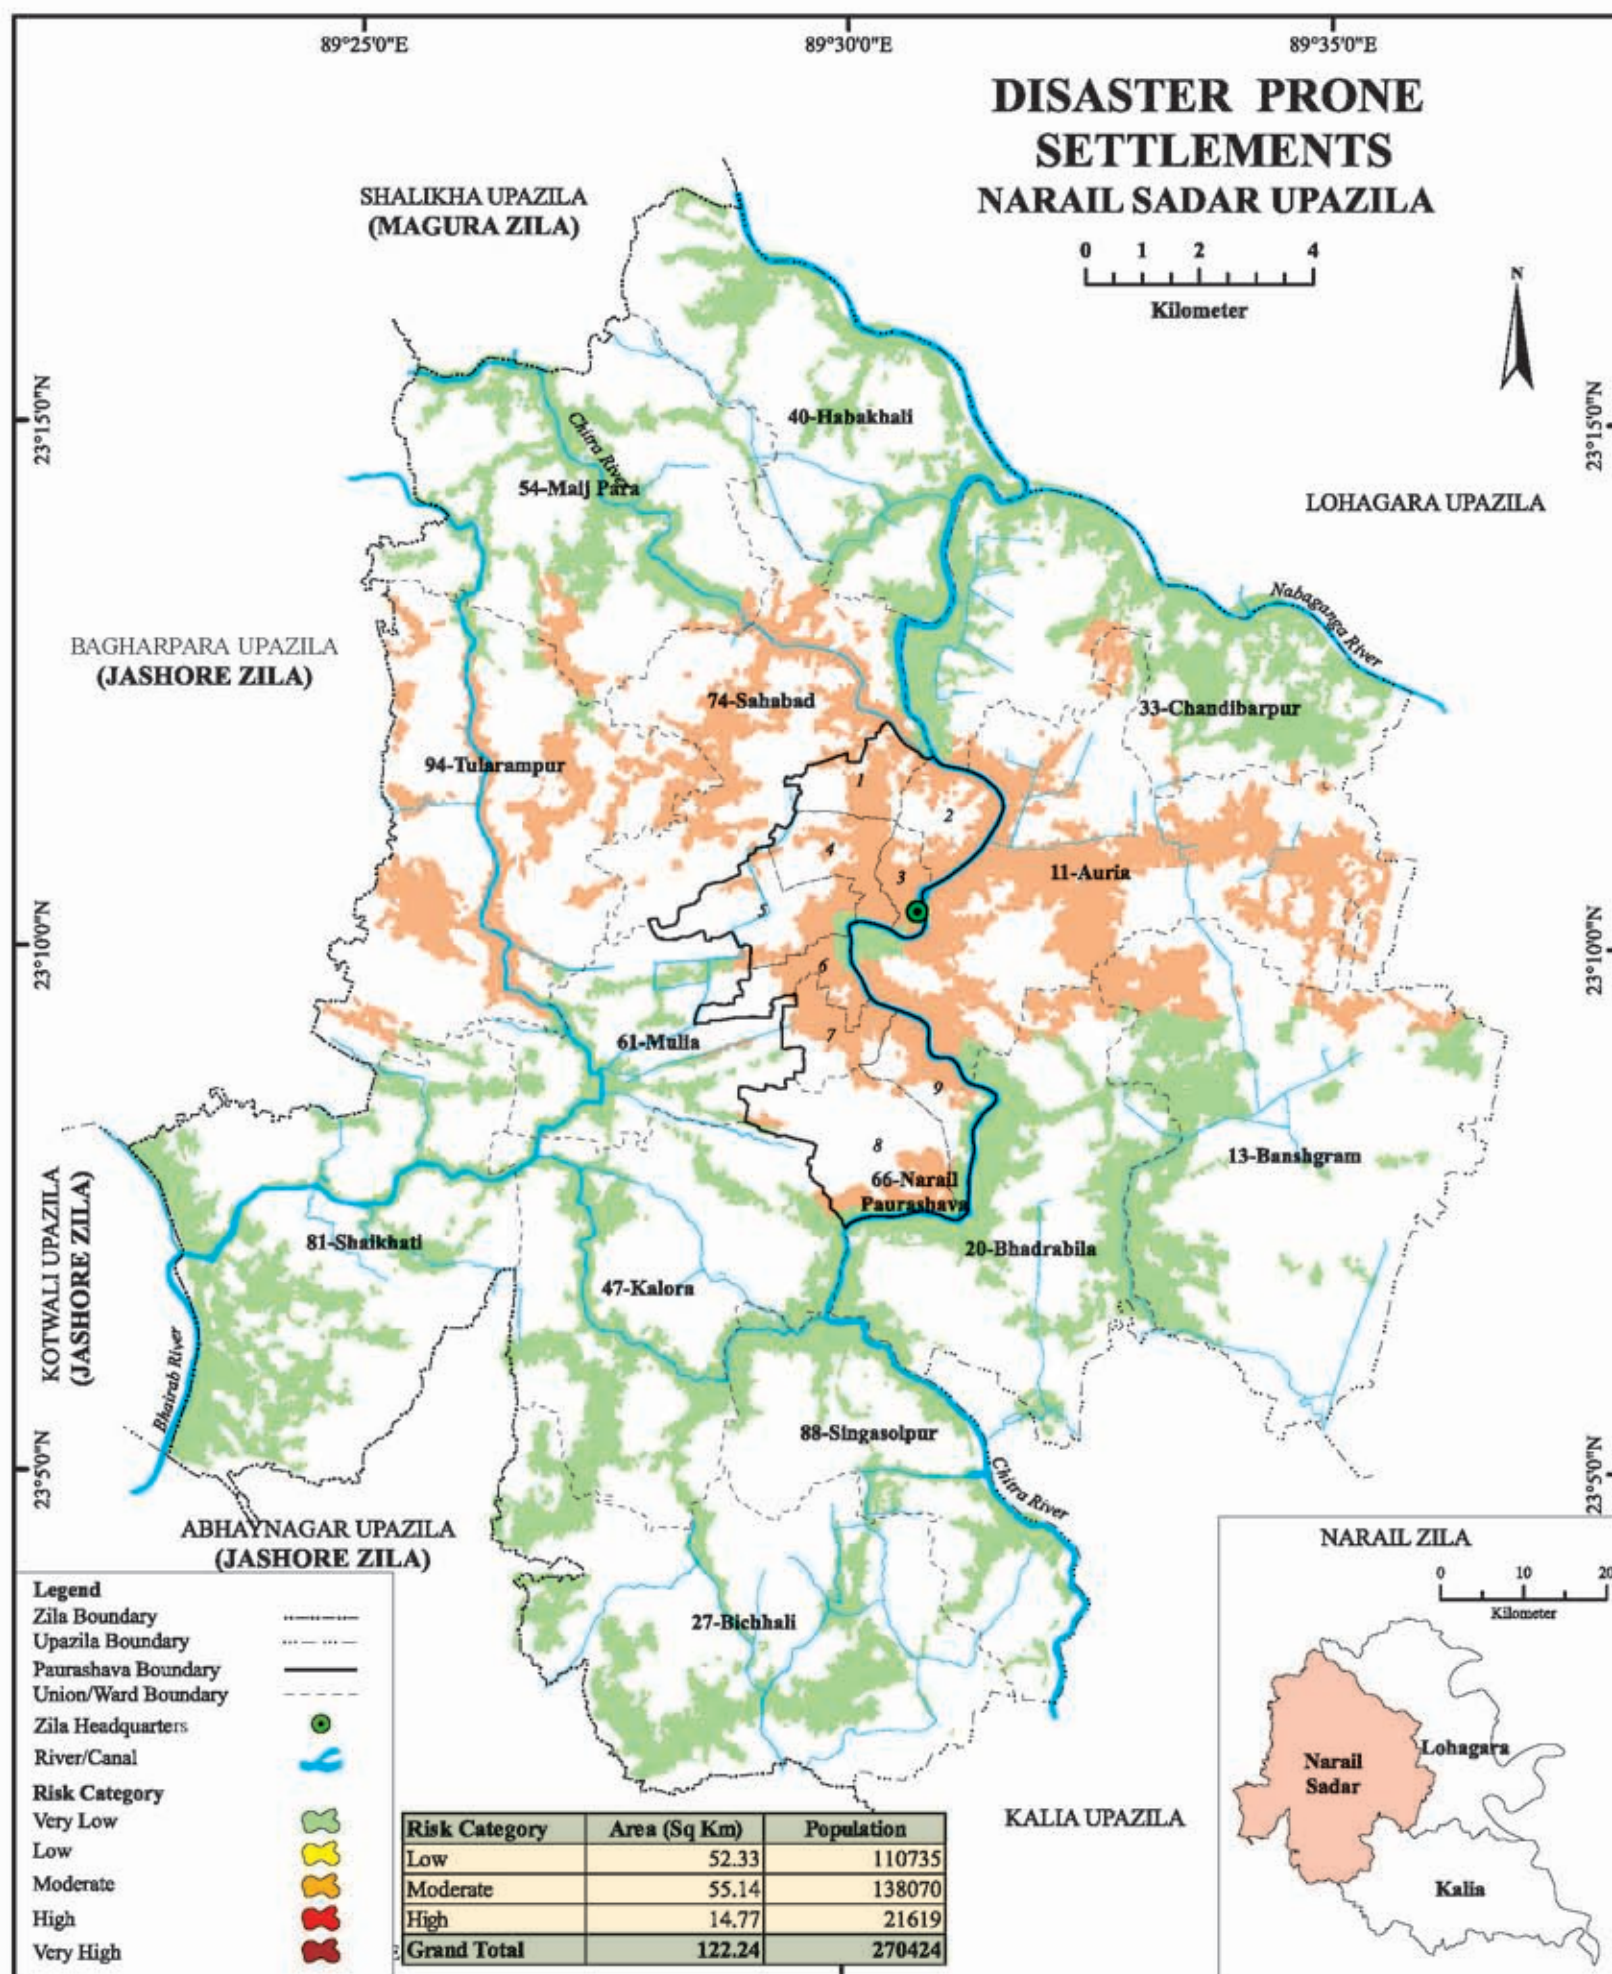 89°25'0"E
89°30'0"E
89°35'0"E
DISASTER PRONE
SETTLEMENTS
NARAIL SADAR UPAZILA
0 1 2 4
Kilometer
N
SHALIKHA UPAZILA
(MAGURA ZILA)
23°15'0"N
23°15'0"N
40-Habakhali
Chitra River
54-Maij Para
LOHAGARA UPAZILA
Nabaganga River
BAGHARPARA UPAZILA
(JASHORE ZILA)
74-Sahabad
33-Chandibarpur
94-Tularampur
1
2
4
3
11-Auria
5
23°10'0"N
23°10'0"N
6
7
61-Mulia
9
8
13-Banshgram
66-Narail
Paurashava
KOTWALI UPAZILA
(JASHORE ZILA)
81-Shaikhati
20-Bhadrabila
47-Kalora
Bhairab River
88-Singasolpur
23°5'0"N
23°5'0"N
Chitra River
ABHAYNAGAR UPAZILA
(JASHORE ZILA)
27-Bichhali
KALIA UPAZILA
Legend
Zila Boundary
Upazila Boundary
Paurashava Boundary
Union/Ward Boundary
Zila Headquarters
River/Canal
Risk Category
Very Low
Low
Moderate
High
Very High
Risk Category Area (Sq Km) Population
Low 52.33 110735
Moderate 55.14 138070
High 14.77 21619
Grand Total 122.24 270424
NARAIL ZILA
0 10 20
Kilometer
Lohagara
Narail
Sadar
Kalia